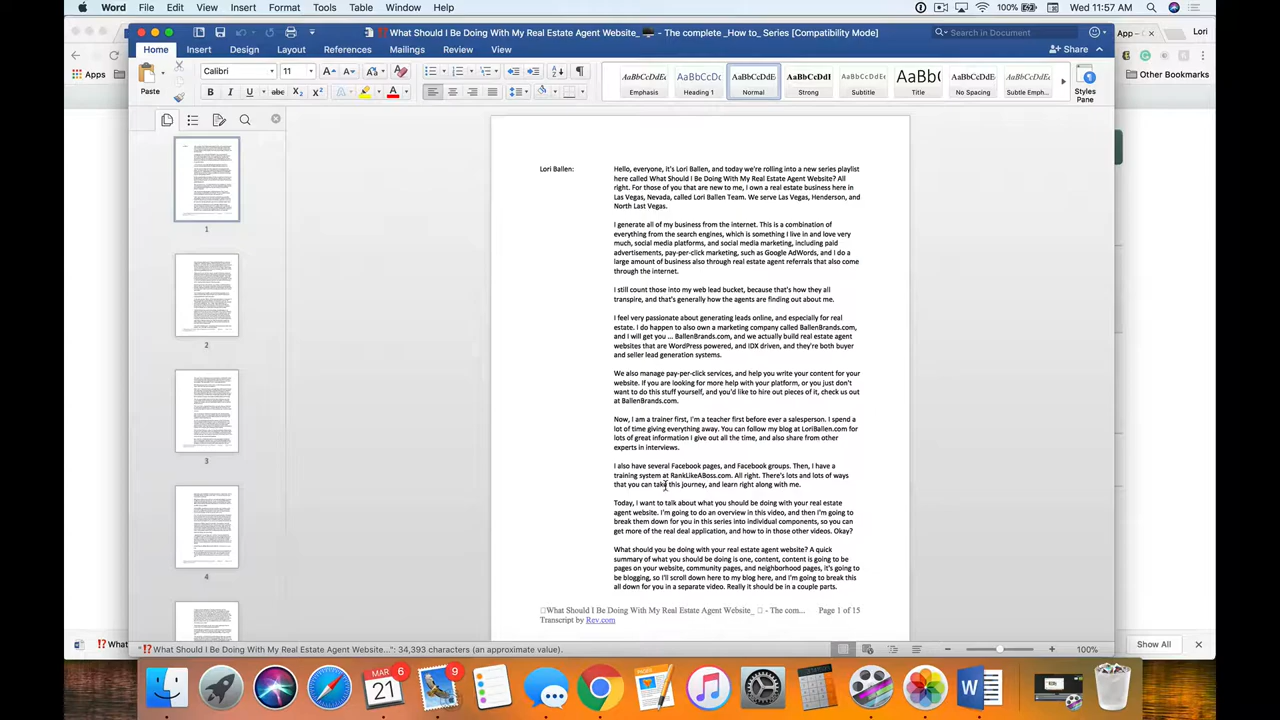 Word File Edit View Insert Format Tools Table Window Help 100% Wed 11:57 AM
What Should I Be Doing With My Real Estate Agent Website_ - The complete _How to_ Series [Compatibility Mode]
Search in Document
App –
Lori
Home Insert Design Layout References Mailings Review View
Share
Apps
Other Bookmarks
Paste
Calibri 11
AaBbCcDdEe AaBbCcDc AaBbCcDdE AaBbCcDdI AaBbCcDdE AaBb( AaBbCcDdE AaBbCcDdEe
Emphasis Heading 1 Normal Strong Subtitle Title No Spacing Subtle Emph...
Styles
Pane
1
2
3
4
Lori Ballen:
Hello, everyone, it's Lori Ballen, and today we're rolling into a new series playlist
here called What Should I Be Doing With My Real Estate Agent Website? All
right. For those of you that are new to me, I own a real estate business here in
Las Vegas, Nevada, called Lori Ballen Team. We serve Las Vegas, Henderson, and
North Last Vegas.
I generate all of my business from the internet. This is a combination of
everything from the search engines, which is something I live in and love very
much, social media platforms, and social media marketing, including paid
advertisements, pay-per-click marketing, such as Google AdWords, and I do a
large amount of business also through real estate agent referrals that also come
through the internet.
I still count those into my web lead bucket, because that's how they all
transpire, and that's generally how the agents are finding out about me.
I feel very passionate about generating leads online, and especially for real
estate. I do happen to also own a marketing company called BallenBrands.com,
and I will get you ... BallenBrands.com, and we actually build real estate agent
websites that are WordPress powered, and IDX driven, and they're both buyer
and seller lead generation systems.
We also manage pay-per-click services, and help you write your content for your
website. If you are looking for more help with your platform, or you just don't
want to do this stuff yourself, and you'd like to hire out pieces of it, check us out
at BallenBrands.com.
Now, I am a trainer first, I'm a teacher first before ever a salesperson. I spend a
lot of time giving everything away. You can follow my blog at LoriBallen.com for
lots of great information I give out all the time, and also share from other
experts in interviews.
I also have several Facebook pages, and Facebook groups. Then, I have a
training system at RankLikeABoss.com. All right. There's lots and lots of ways
that you can take this journey, and learn right along with me.
Today, I want to talk about what you should be doing with your real estate
agent website. I'm going to do an overview in this video, and then I'm going to
break them down for you in this series into individual components, so you can
get more of the real deal application, and how to in those other videos. Okay?
What should you be doing with your real estate agent website? A quick
summary of what you should be doing is one, content, content is going to be
pages on your website, community pages, and neighborhood pages, it's going to
be blogging, so I'll scroll down here to my blog here, and I'm going to break this
all down for you in a separate video. Really it should be in a couple parts.
What Should I Be Doing With My Real Estate Agent Website_ - The com... Page 1 of 15
Transcript by Rev.com
What
"What Should I Be Doing With My Real Estate Agent Website...": 34,393 characters (an approximate value).
100%
Show All
MAR
21
6
9